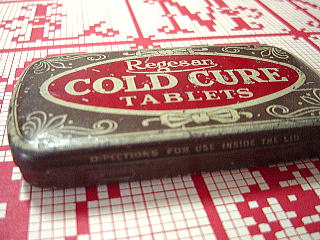 Regesan
COLD CURE
TABLETS
DIRECTIONS FOR USE INSIDE THE LID